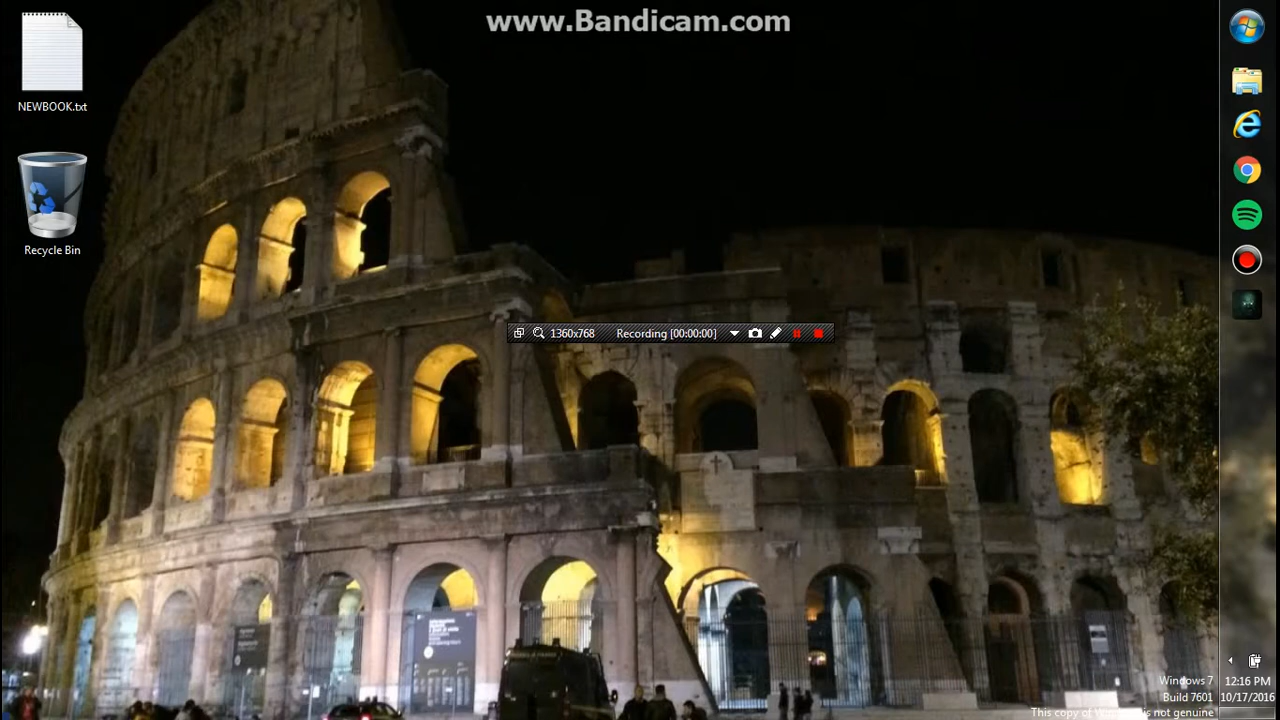 www.Bandicam.com
NEWBOOK.txt
Recycle Bin
1360x768 Recording [00:00:00]
Windows 7
Build 7601
This copy of Windows is not genuine
12:16 PM
10/17/2016